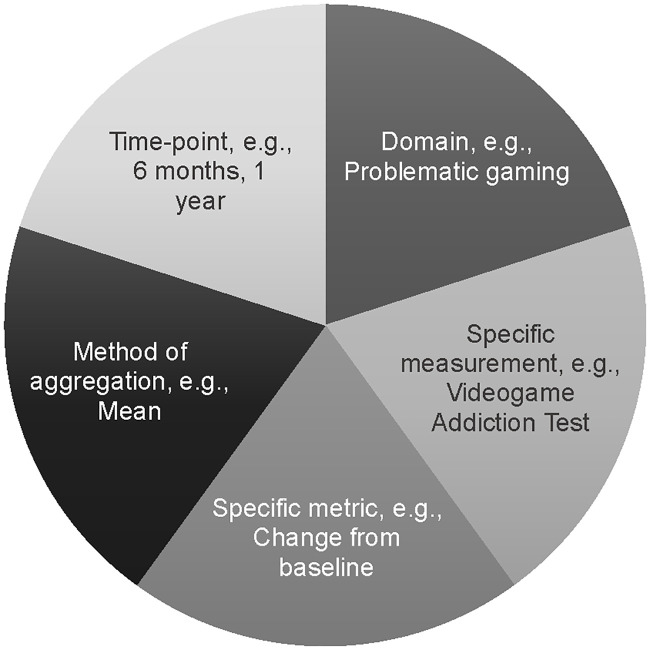 Time-point, e.g.,
6 months, 1
year
Domain, e.g.,
Problematic gaming
Specific
measurement, e.g.,
Videogame
Addiction Test
Method of
aggregation, e.g.,
Mean
Specific metric, e.g.,
Change from
baseline